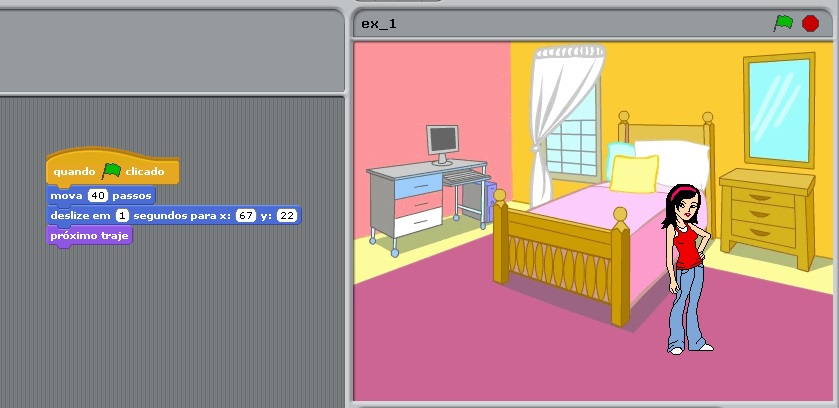 ex_1
quando clicado
mova 40 passos
deslize em 1 segundos para x: 67 y: 22
próximo traje